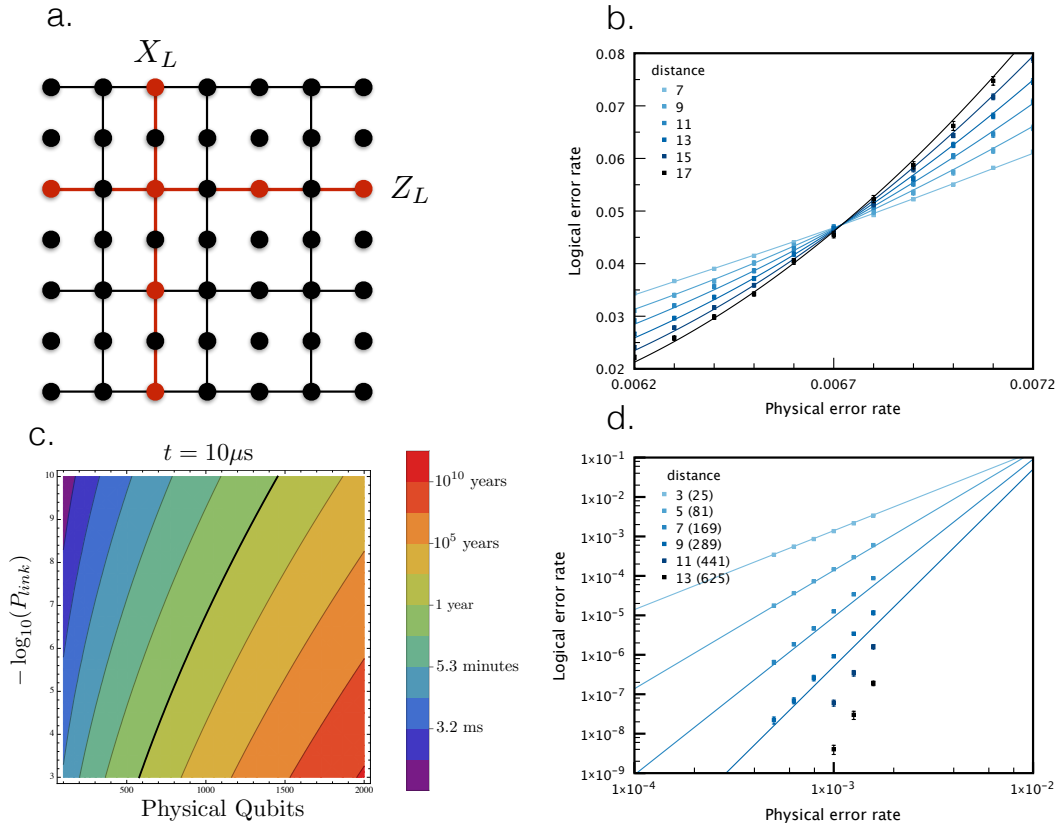 a.
X_L
Z_L
b.
Logical error rate
0.08
0.07
0.06
0.05
0.04
0.03
0.02
distance
7
9
11
13
15
17
0.0062
0.0067
0.0072
Physical error rate
c.
t = 10μs
− log₁₀(P_link)
10
9
8
7
6
5
4
3
500
1000
1500
2000
Physical Qubits
10¹⁰ years
10⁵ years
1 year
5.3 minutes
3.2 ms
d.
Logical error rate
1×10⁻¹
1×10⁻²
1×10⁻³
1×10⁻⁴
1×10⁻⁵
1×10⁻⁶
1×10⁻⁷
1×10⁻⁸
1×10⁻⁹
distance
3 (25)
5 (81)
7 (169)
9 (289)
11 (441)
13 (625)
1×10⁻⁴
1×10⁻³
1×10⁻²
Physical error rate